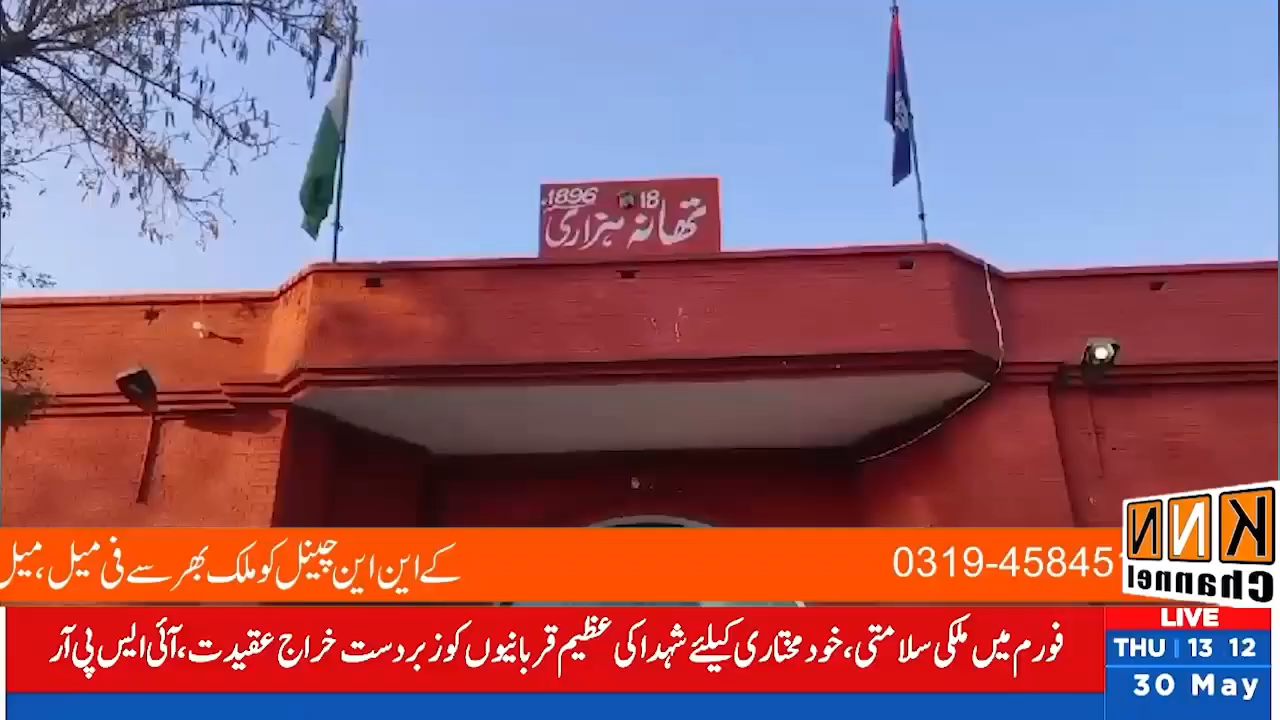 1896ء 18
تھانہ ہزاری
کے این این چینل کو ملک بھر سے فی میل، میل
0319-45845
KNN
Channel
فورم میں ملکی سلامتی، خود مختاری کیلئے شہدا کی عظیم قربانیوں کو زبردست خراج عقیدت، آئی ایس پی آر
LIVE
THU 13 12
30 May